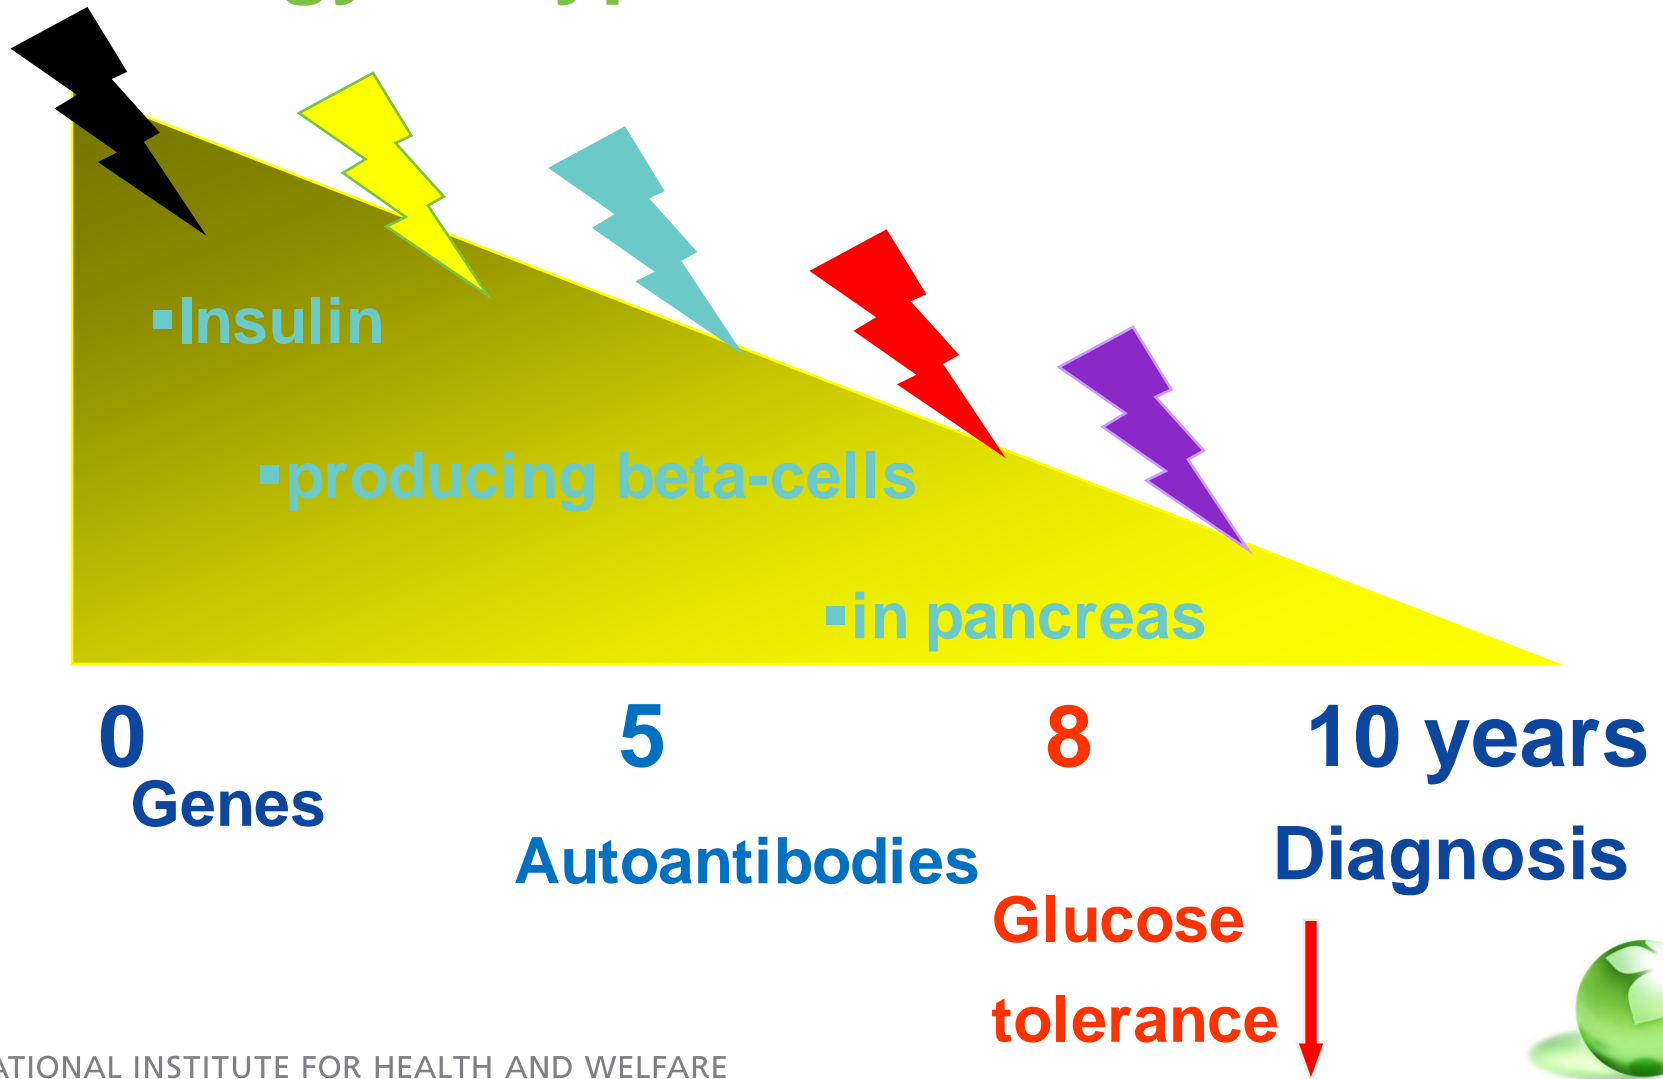 ▪Insulin
▪producing beta-cells
▪in pancreas
0 5 8 10 years
Genes
Autoantibodies
Diagnosis
Glucose
tolerance
ATIONAL INSTITUTE FOR HEALTH AND WELFARE